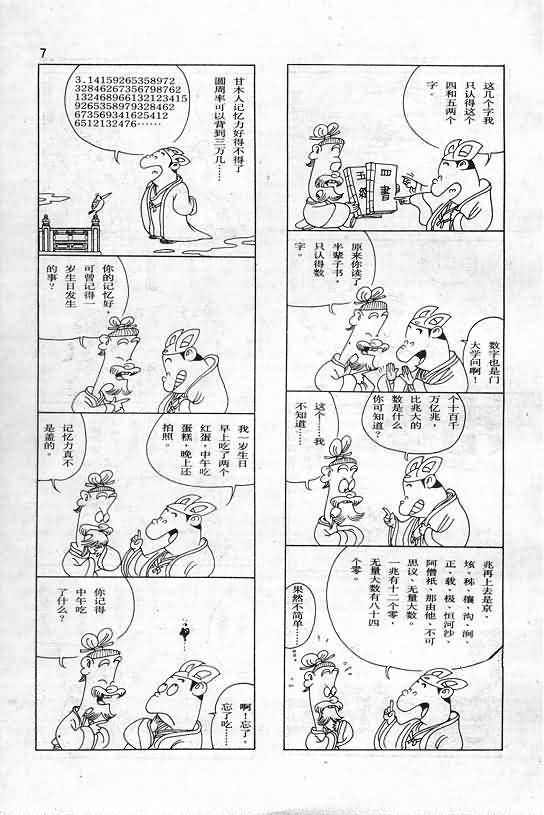 7
这几个字我
只认得这个
四和五两个
字。
四書
五經
原来你读了
半辈子书，
只认得数
字。
数字也是门
大学问啊！
个十百千
万亿兆，
比兆大的
数是什么
你可知道？
这个……我
不知道……
兆再上去是京、
垓、秭、穰、沟、涧、
正、载、极、恒河沙、
阿僧祇、那由他、不可
思议、无量大数。
一兆有十二个零
无量大数有八十四
个零。
果然不简单……
甘木人记忆力好得不得了
圆周率可以背到三万几……
3.14159265358972
32846267356798762
132468966132123415
9265358979328462
673569341625412
6512132476……
你的记忆好，
可曾记得一
岁生日发生
的事？
我一岁生日
早上吃了两个
红蛋，中午吃
蛋糕，晚上还
拍照。
记忆力真不
是盖的。
你记得
中午吃
了什么？
啊！忘了。
忘了吃……